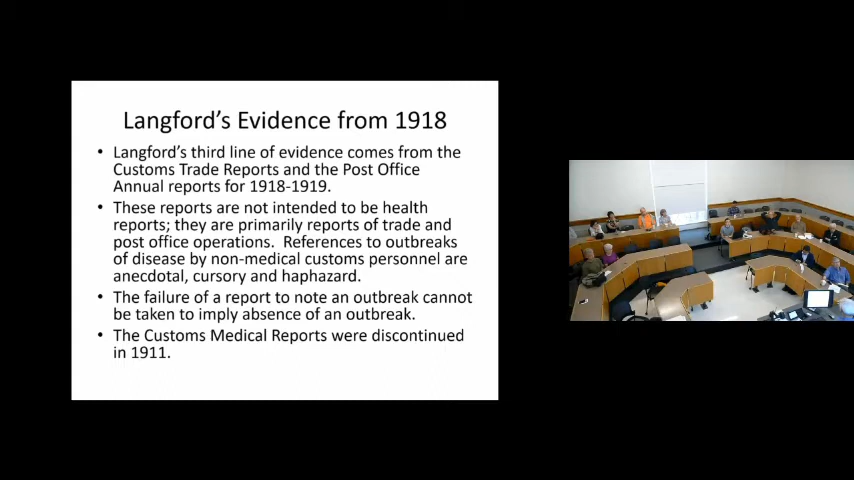 Langford’s Evidence from 1918
• Langford’s third line of evidence comes from the
Customs Trade Reports and the Post Office
Annual reports for 1918-1919.
• These reports are not intended to be health
reports; they are primarily reports of trade and
post office operations.  References to outbreaks
of disease by non-medical customs personnel are
anecdotal, cursory and haphazard.
• The failure of a report to note an outbreak cannot
be taken to imply absence of an outbreak.
• The Customs Medical Reports were discontinued
in 1911.